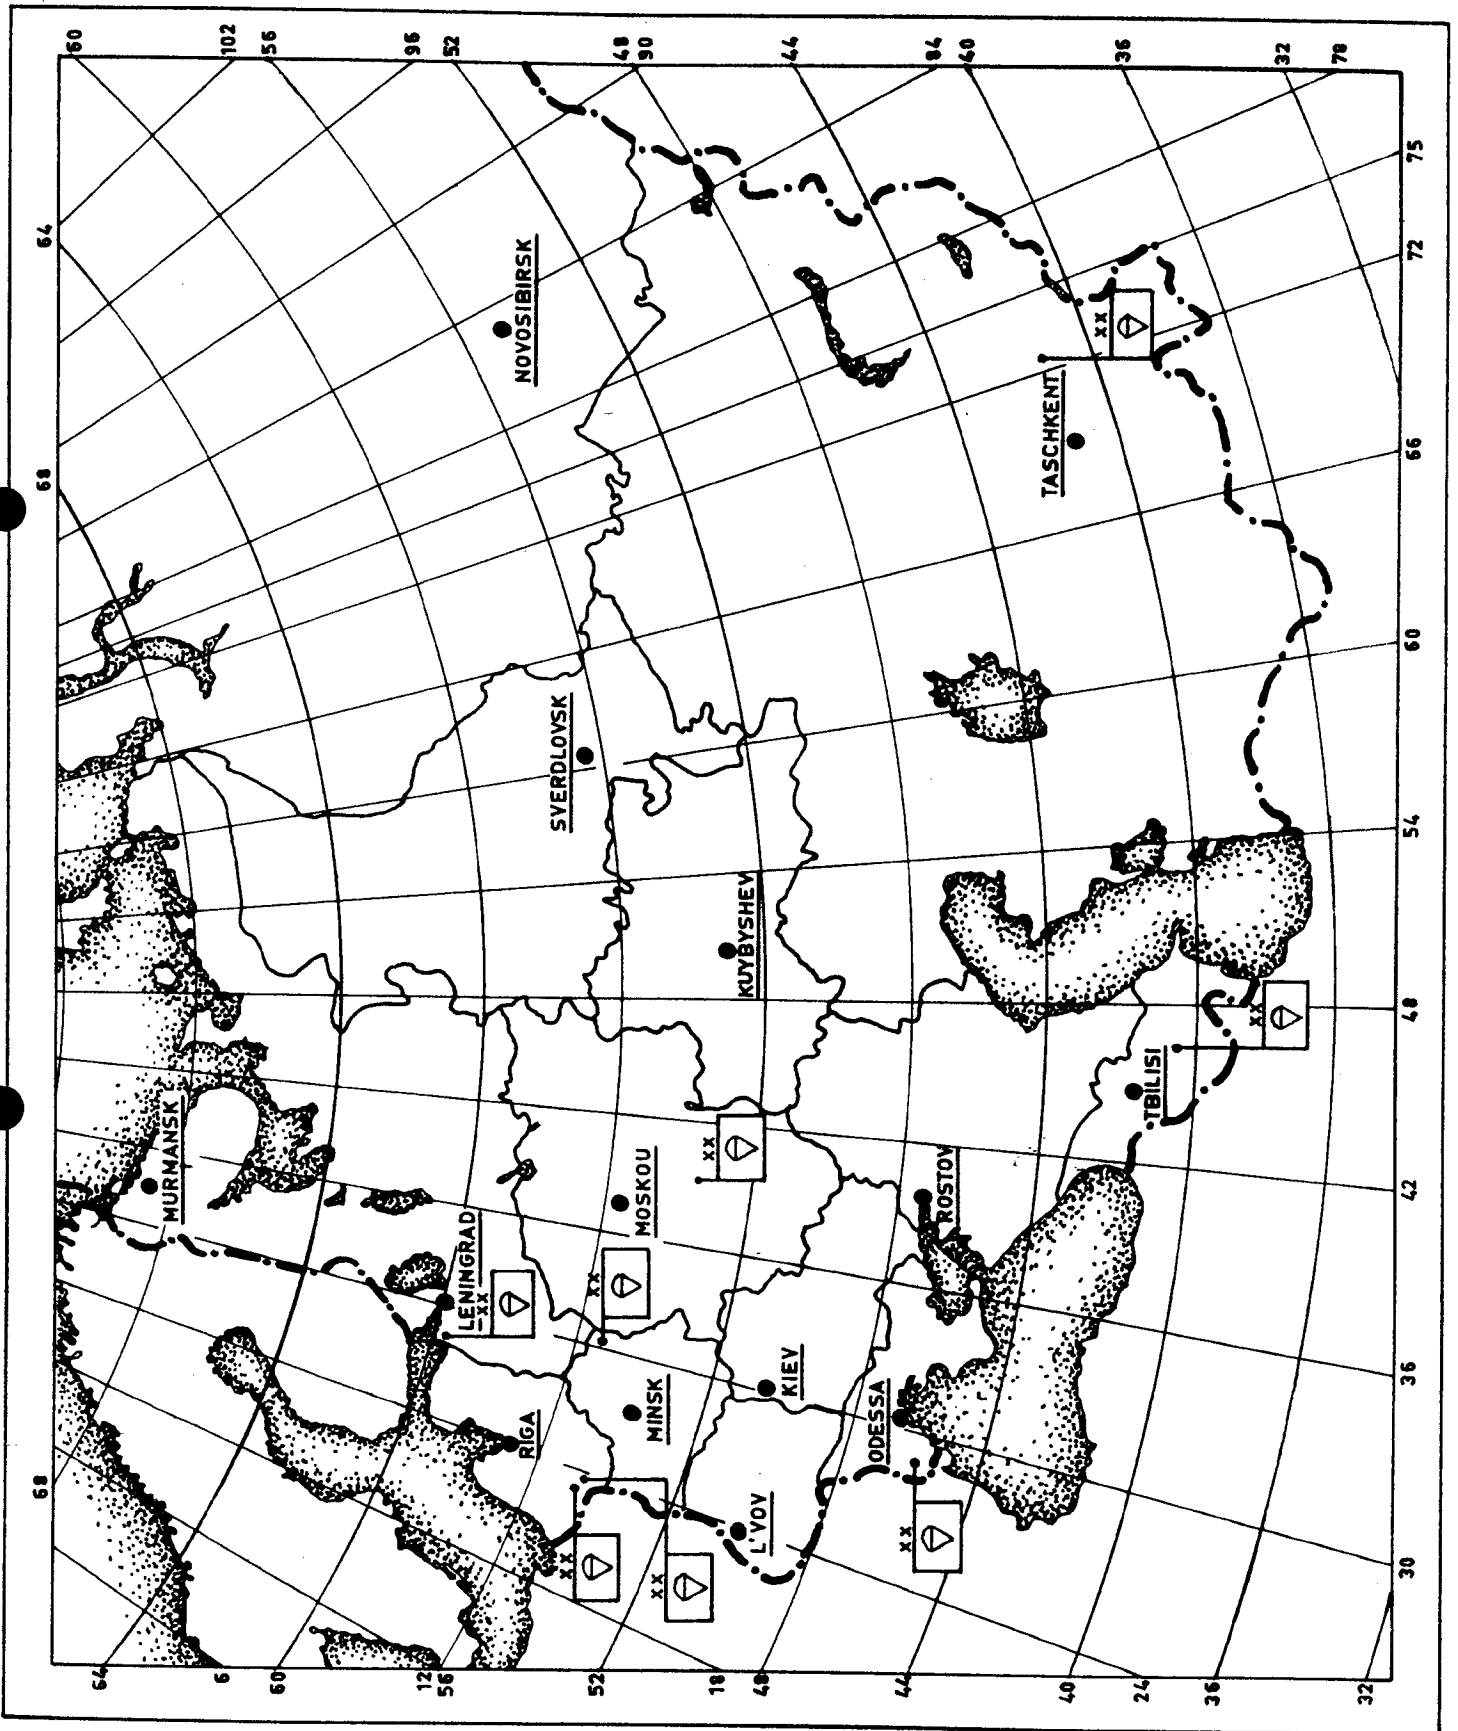 68 68 64
60
102
56
96
52
48
90
44
84
40
36
32
78
64
6
60
12
56
52
18
48
44
40
24
36
32
MURMANSK
LENINGRAD
XX
NOVOSIBIRSK
RIGA
SVERDLOVSK
XX
XX
MOSKOU
MINSK
XX
XX
KUYBYSHEV
L'VOV
KIEV
ODESSA
XX
ROSTOV
TASCHKENT
XX
TBILISI
XX
30 36 42 48 54 60 66 72 75